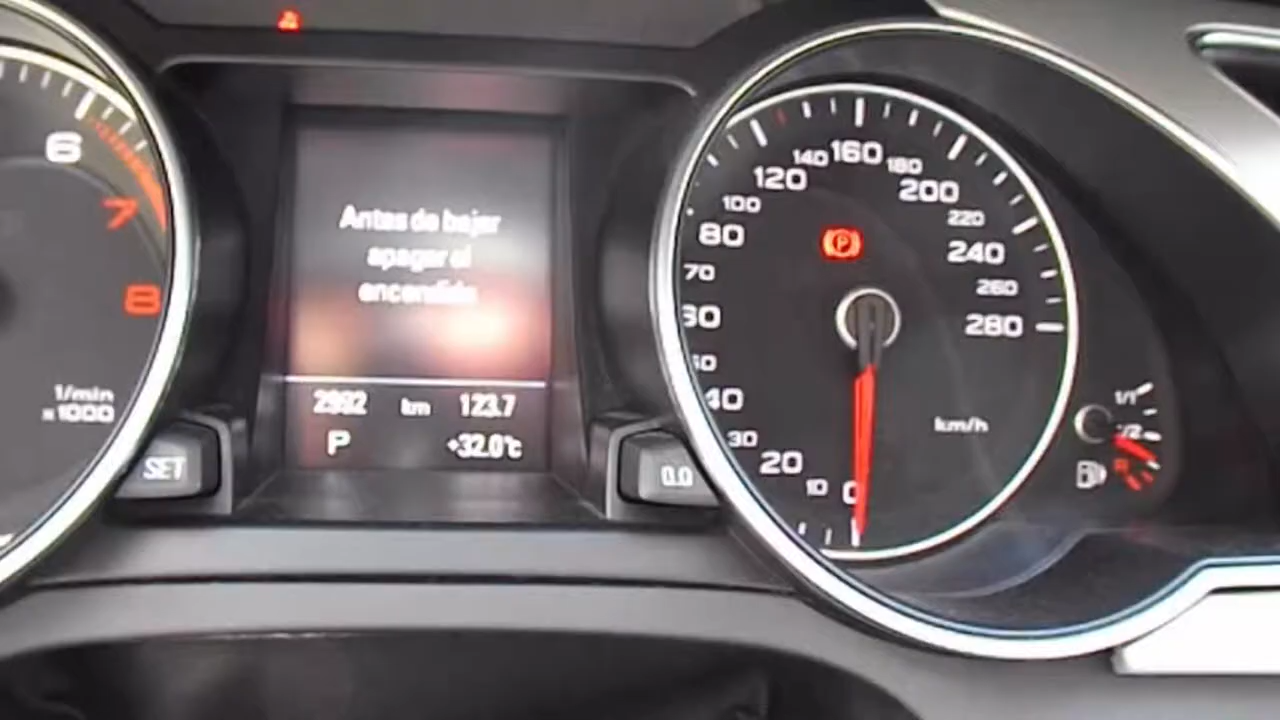 6
7
8
1/min
x1000
SET
Antes de bajar
apagar el
encendido
2992 km 123.7
P +32.0°C
0.0
0
10
20
30
40
60
70
80
100
120
140
160
180
200
220
240
260
280
P
km/h
1/1
1/2
R